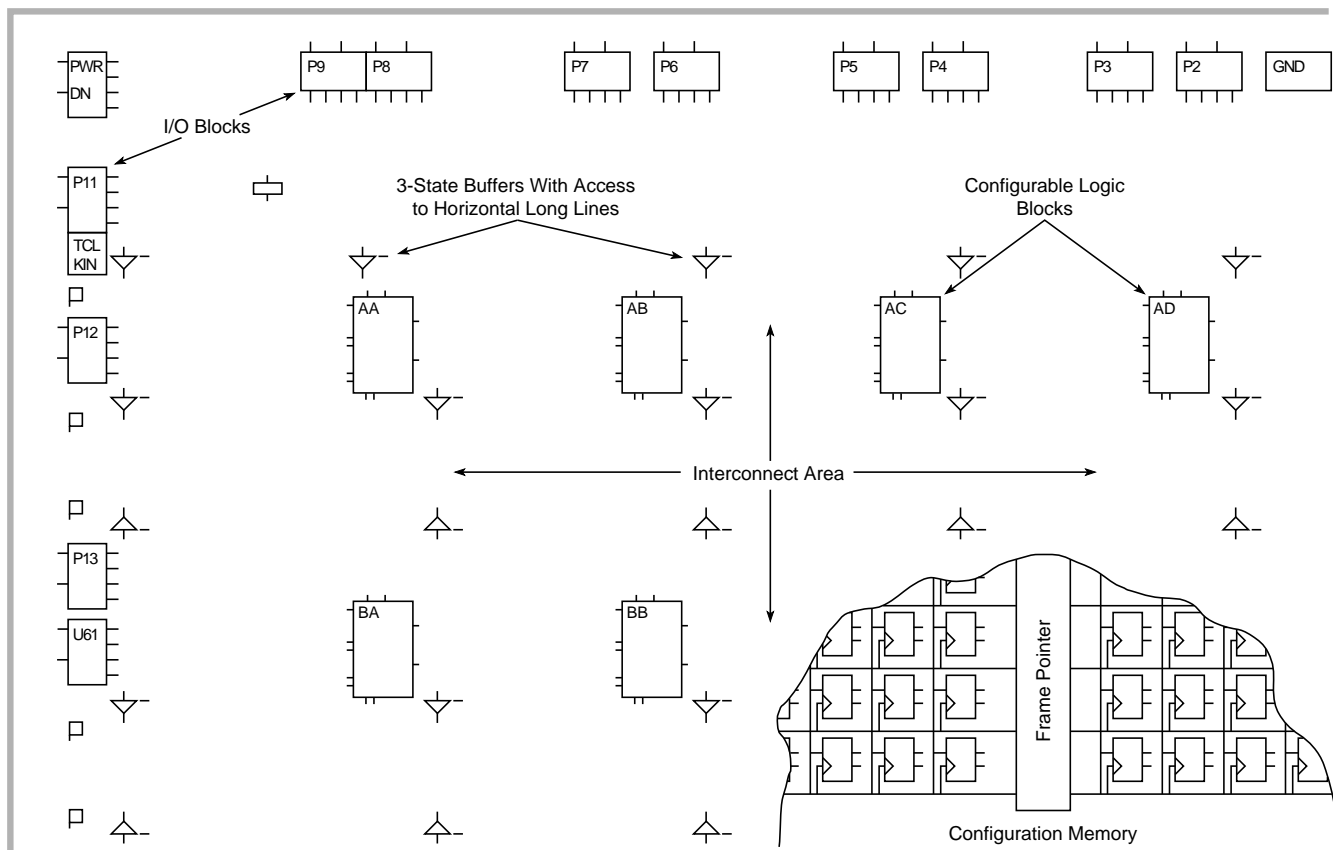 PWR
DN
P9
P8
P7
P6
P5
P4
P3
P2
GND
I/O Blocks
P11
3-State Buffers With Access
to Horizontal Long Lines
Configurable Logic
Blocks
TCL
KIN
AA
AB
AC
AD
P12
Interconnect Area
P13
BA
BB
U61
Frame Pointer
Configuration Memory